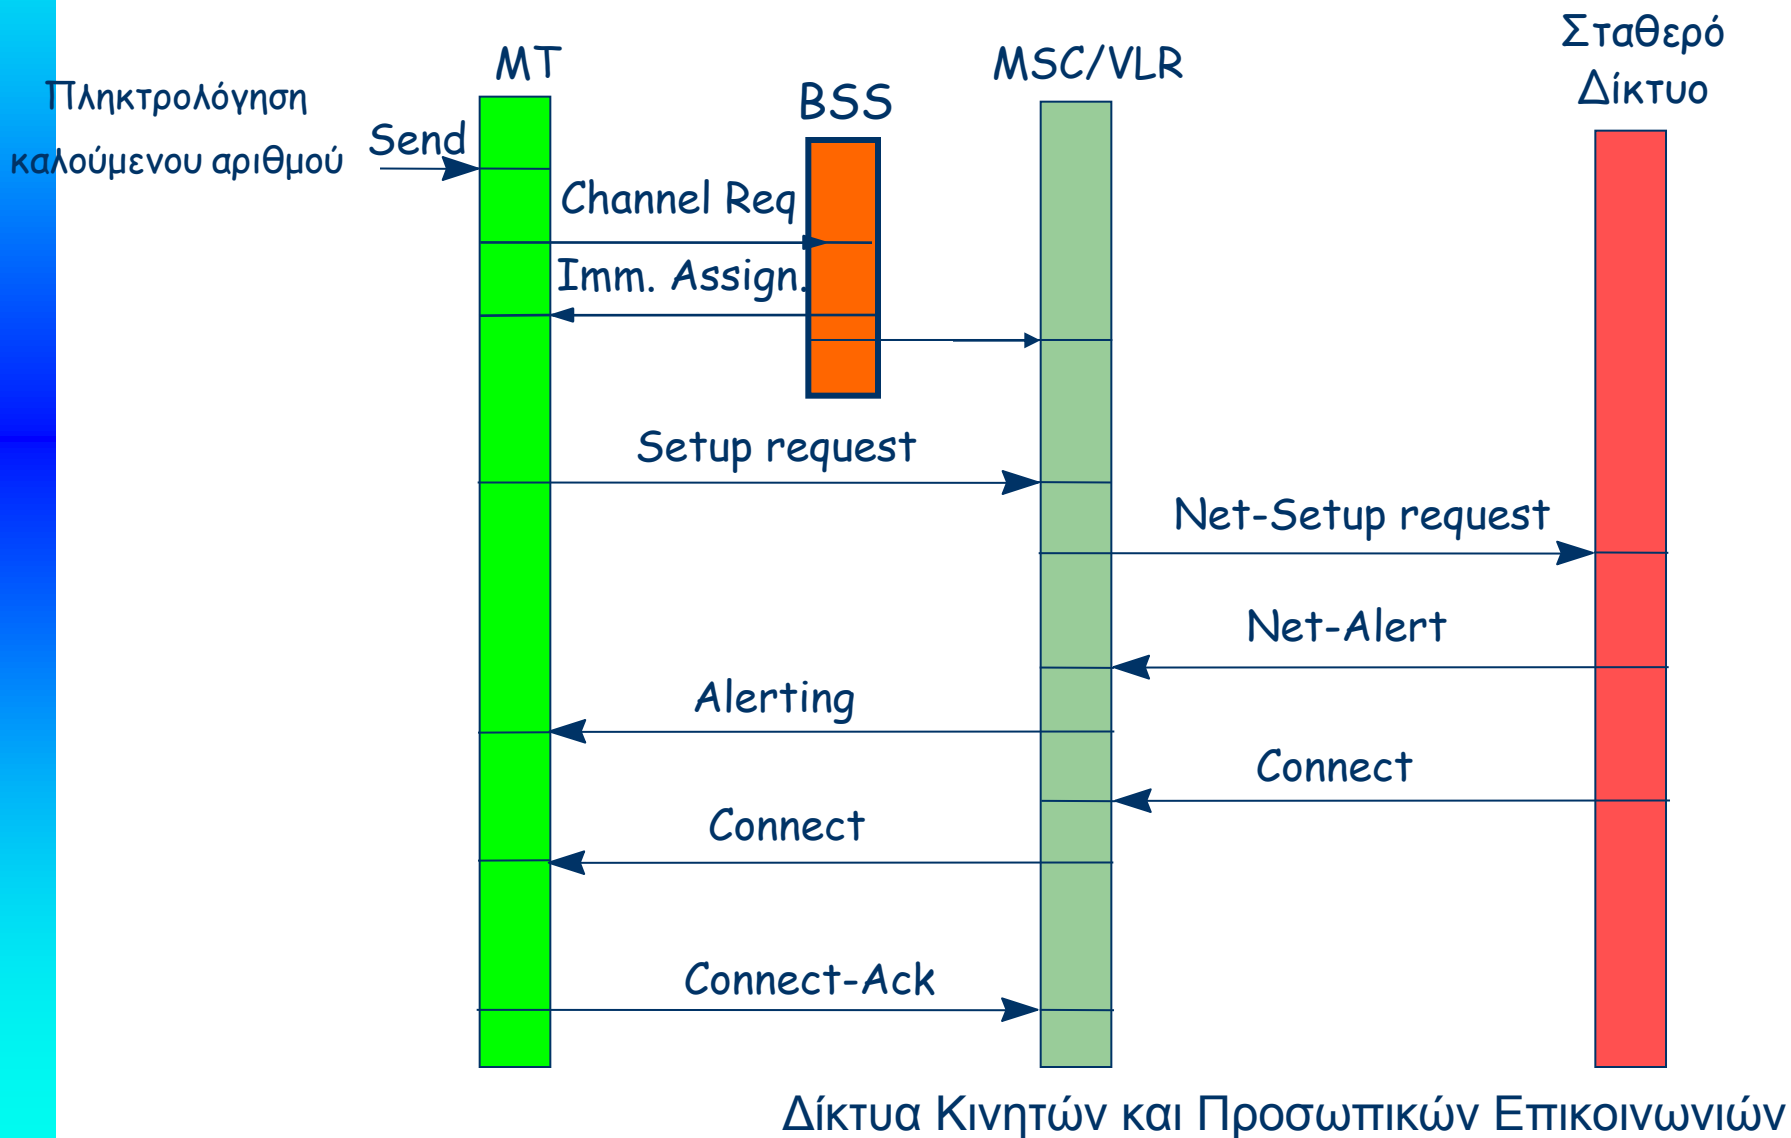 Σταθερό
Δίκτυο
MT
MSC/VLR
BSS
Πληκτρολόγηση
καλούμενου αριθμού
Send
Channel Req
Imm. Assign.
Setup request
Net-Setup request
Net-Alert
Alerting
Connect
Connect
Connect-Ack
Δίκτυα Κινητών και Προσωπικών Επικοινωνιών